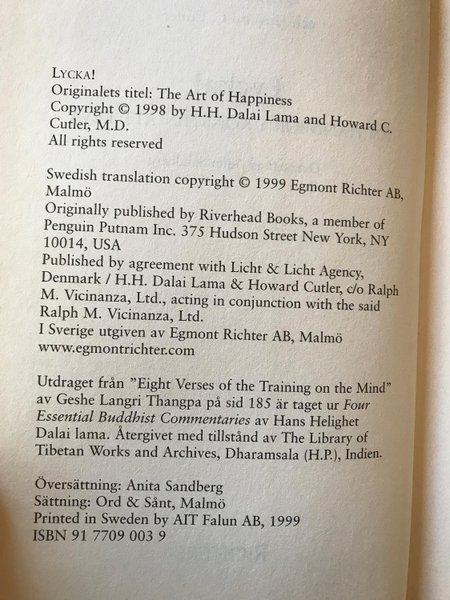 LYCKA!
Originalets titel: The Art of Happiness
Copyright © 1998 by H.H. Dalai Lama and Howard C.
Cutler, M.D.
All rights reserved
Swedish translation copyright © 1999 Egmont Richter AB,
Malmö
Originally published by Riverhead Books, a member of
Penguin Putnam Inc. 375 Hudson Street New York, NY
10014, USA
Published by agreement with Licht & Licht Agency,
Denmark / H.H. Dalai Lama & Howard Cutler, c/o Ralph
M. Vicinanza, Ltd., acting in conjunction with the said
Ralph M. Vicinanza, Ltd.
I Sverige utgiven av Egmont Richter AB, Malmö
www.egmontrichter.com
Utdraget från ”Eight Verses of the Training on the Mind”
av Geshe Langri Thangpa på sid 185 är taget ur Four
Essential Buddhist Commentaries av Hans Helighet
Dalai lama. Återgivet med tillstånd av The Library of
Tibetan Works and Archives, Dharamsala (H.P.), Indien.
Översättning: Anita Sandberg
Sättning: Ord & Sånt, Malmö
Printed in Sweden by AIT Falun AB, 1999
ISBN 91 7709 003 9